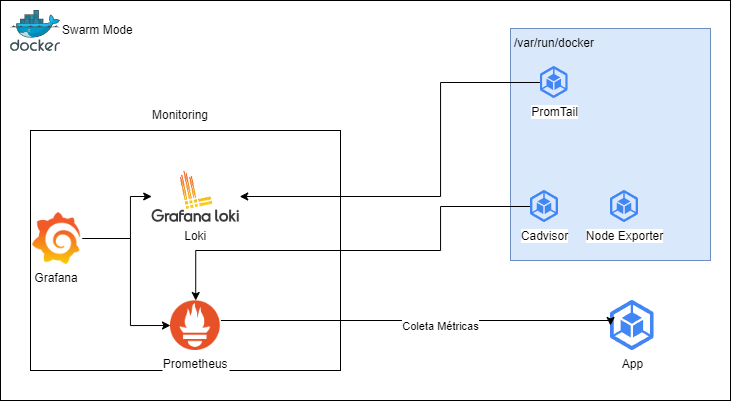 docker
Swarm Mode
/var/run/docker
PromTail
Monitoring
Grafana loki
Loki
Cadvisor
Node Exporter
Grafana
Coleta Métricas
Prometheus
App